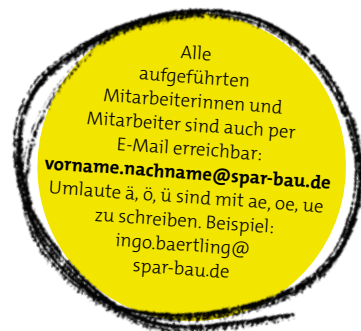 Alle
aufgeführten
Mitarbeiterinnen und
Mitarbeiter sind auch per
E-Mail erreichbar:
vorname.nachname@spar-bau.de
Umlaute ä, ö, ü sind mit ae, oe, ue
zu schreiben. Beispiel:
ingo.baertling@
spar-bau.de